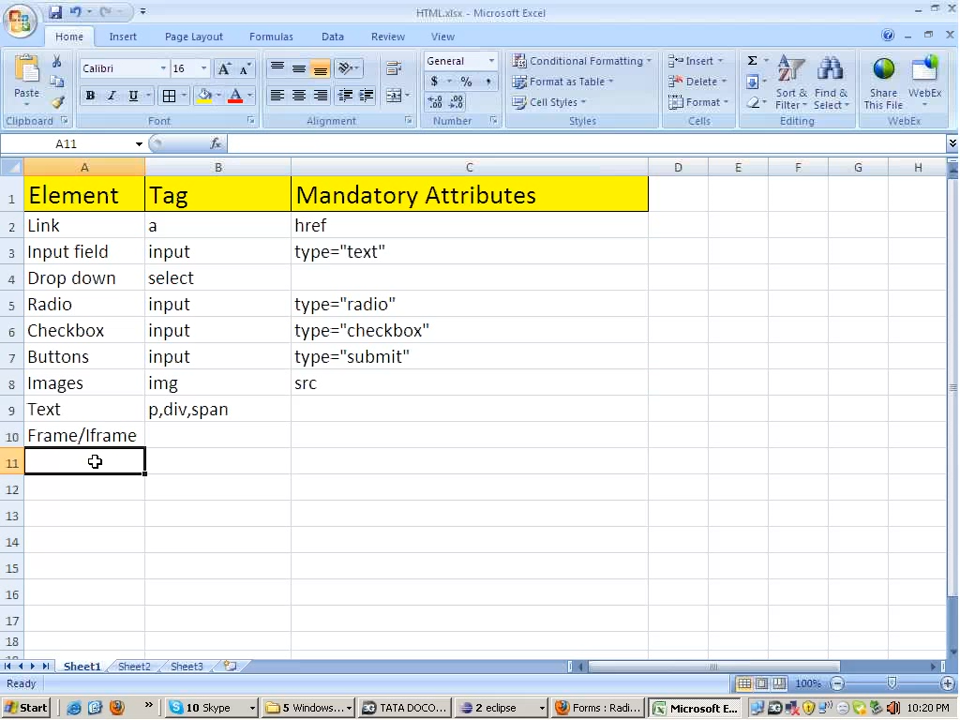 HTML.xlsx - Microsoft Excel
Home Insert Page Layout Formulas Data Review View
Calibri 16 General Conditional Formatting Insert Σ
Paste B I U $ % , Format as Table Delete Sort & Find & Share WebEx
Cell Styles Format Filter Select This File
Clipboard Font Alignment Number Styles Cells Editing WebEx
A11 fx
A B C D E F G H
1 Element Tag Mandatory Attributes
2 Link a href
3 Input field input type="text"
4 Drop down select
5 Radio input type="radio"
6 Checkbox input type="checkbox"
7 Buttons input type="submit"
8 Images img src
9 Text p,div,span
10 Frame/Iframe
11
12
13
14
15
16
17
18
Sheet1 Sheet2 Sheet3
Ready 100%
Start » 10 Skype 5 Windows... TATA DOCO... 2 eclipse Forms : Radi... Microsoft E... 10:20 PM